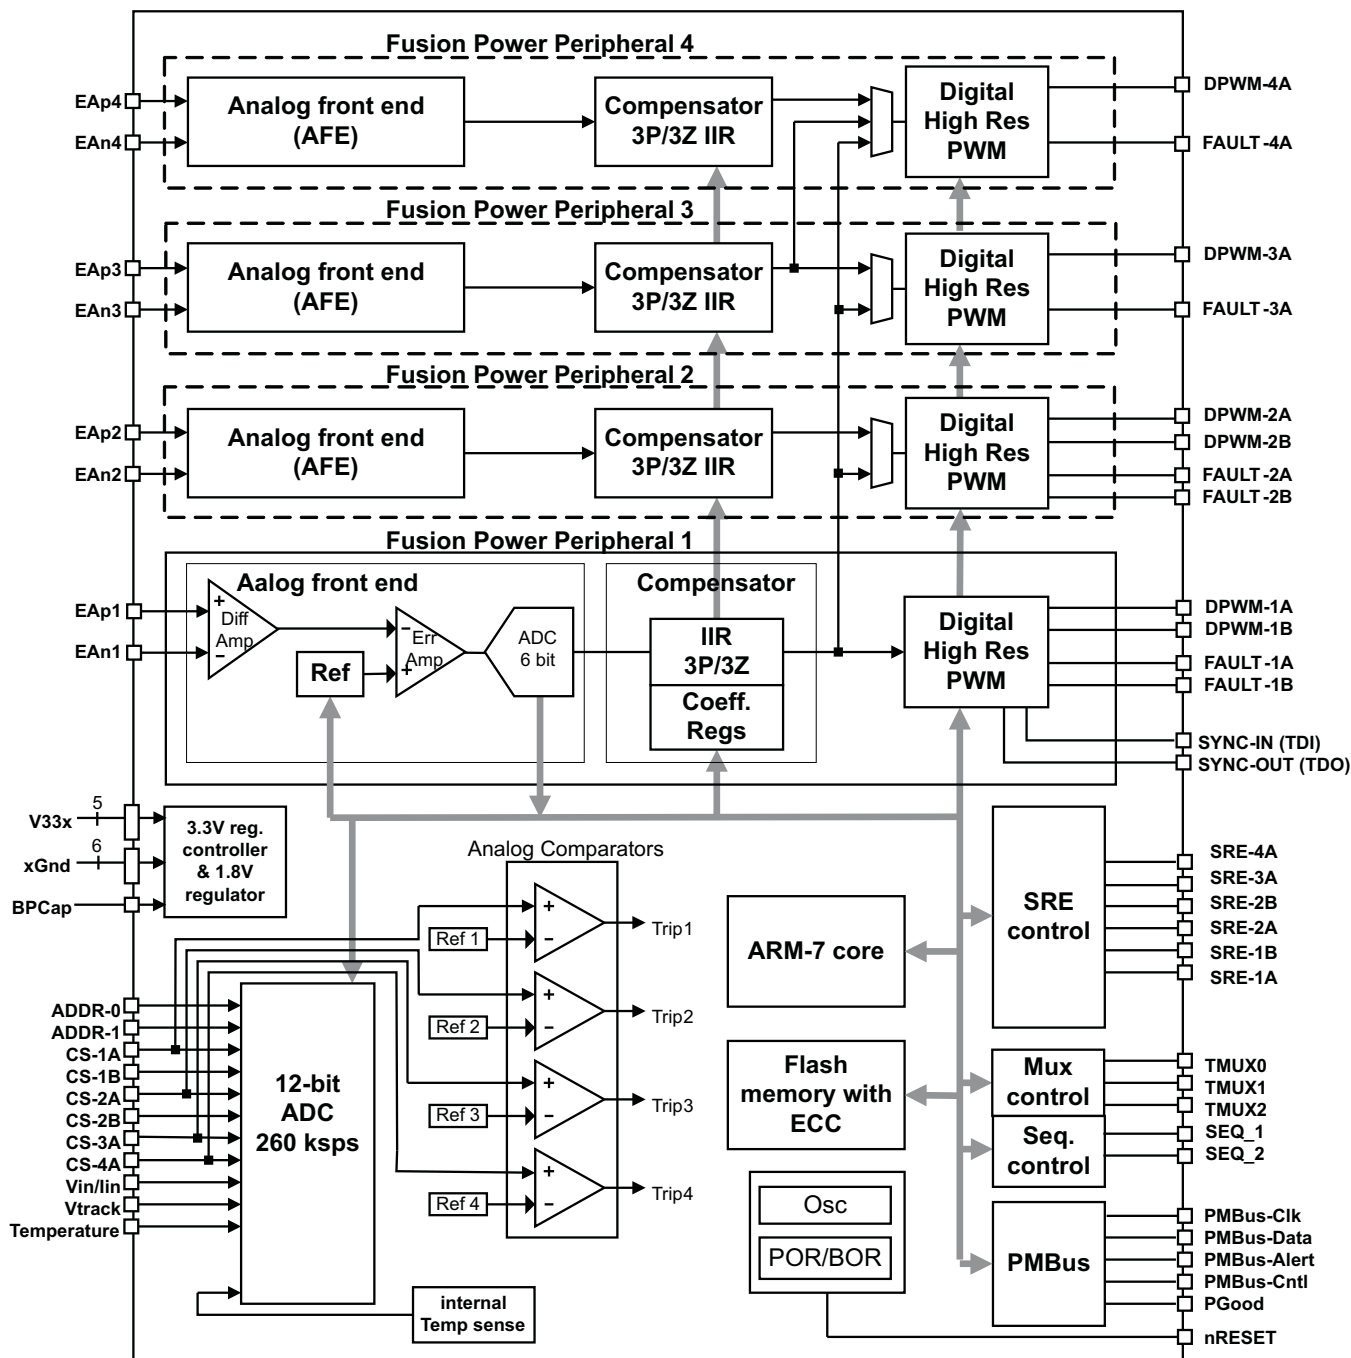 Fusion Power Peripheral 4
EAp4
EAn4
Analog front end
(AFE)
Compensator
3P/3Z IIR
Digital
High Res
PWM
DPWM-4A
FAULT-4A
Fusion Power Peripheral 3
EAp3
EAn3
Analog front end
(AFE)
Compensator
3P/3Z IIR
Digital
High Res
PWM
DPWM-3A
FAULT-3A
Fusion Power Peripheral 2
EAp2
EAn2
Analog front end
(AFE)
Compensator
3P/3Z IIR
Digital
High Res
PWM
DPWM-2A
DPWM-2B
FAULT-2A
FAULT-2B
Fusion Power Peripheral 1
Aalog front end
EAp1
EAn1
+
Diff
Amp
−
Ref
−
Err
Amp
+
ADC
6 bit
Compensator
IIR
3P/3Z
Coeff.
Regs
Digital
High Res
PWM
DPWM-1A
DPWM-1B
FAULT-1A
FAULT-1B
SYNC-IN (TDI)
SYNC-OUT (TDO)
V33x
5
xGnd
6
BPCap
3.3V reg.
controller
& 1.8V
regulator
Analog Comparators
Ref 1
+
−
Trip1
Ref 2
+
−
Trip2
Ref 3
+
−
Trip3
Ref 4
+
−
Trip4
ADDR-0
ADDR-1
CS-1A
CS-1B
CS-2A
CS-2B
CS-3A
CS-4A
Vin/Iin
Vtrack
Temperature
12-bit
ADC
260 ksps
internal
Temp sense
ARM-7 core
Flash
memory with
ECC
Osc
POR/BOR
SRE
control
SRE-4A
SRE-3A
SRE-2B
SRE-2A
SRE-1B
SRE-1A
Mux
control
TMUX0
TMUX1
TMUX2
Seq.
control
SEQ_1
SEQ_2
PMBus
PMBus-Clk
PMBus-Data
PMBus-Alert
PMBus-Cntl
PGood
nRESET